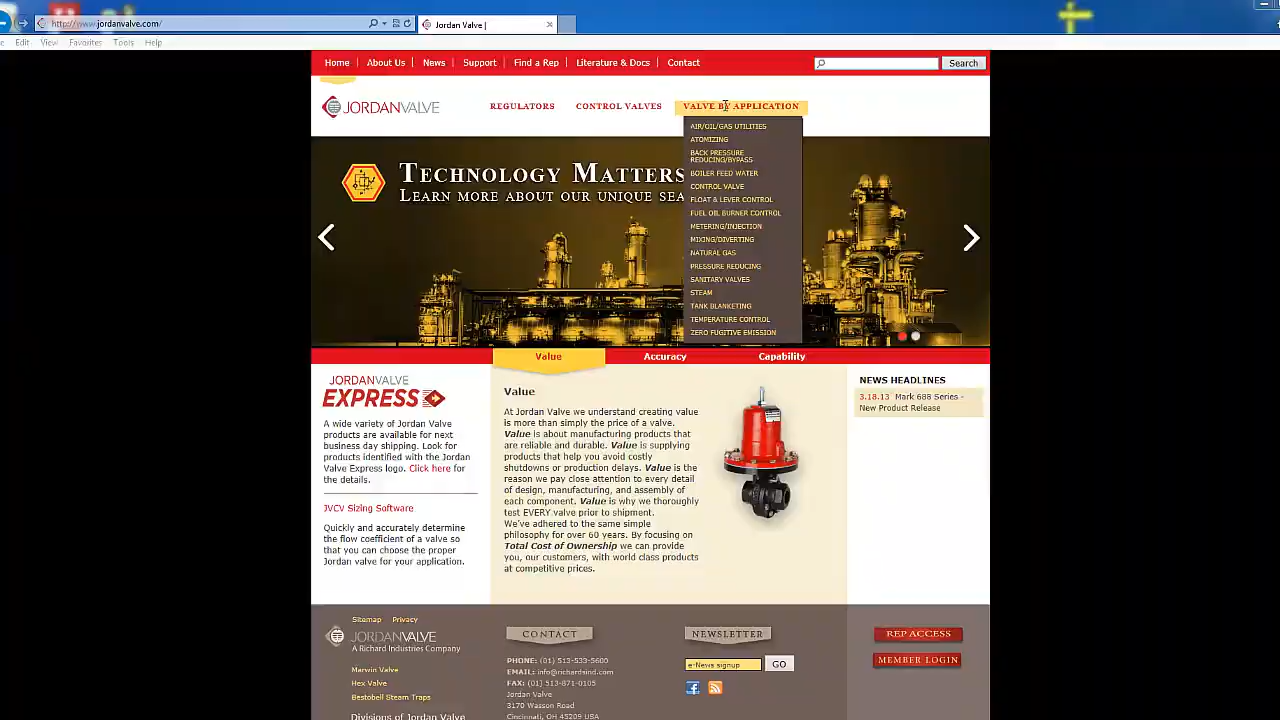 http://www.jordanvalve.com/
Jordan Valve |
Edit View Favorites Tools Help
Home
About Us
News
Support
Find a Rep
Literature & Docs
Contact
Search
JORDANVALVE
REGULATORS
CONTROL VALVES
VALVE BY APPLICATION
AIR/OIL/GAS UTILITIES
ATOMIZING
BACK PRESSURE
REDUCING/BYPASS
BOILER FEED WATER
CONTROL VALVE
FLOAT & LEVER CONTROL
FUEL OIL BURNER CONTROL
METERING/INJECTION
MIXING/DIVERTING
NATURAL GAS
PRESSURE REDUCING
SANITARY VALVES
STEAM
TANK BLANKETING
TEMPERATURE CONTROL
ZERO FUGITIVE EMISSION
TECHNOLOGY MATTERS
LEARN MORE ABOUT OUR UNIQUE SEA
Value
Accuracy
Capability
JORDANVALVE
EXPRESS
A wide variety of Jordan Valve
products are available for next
business day shipping. Look for
products identified with the Jordan
Valve Express logo. Click here for
the details.
JVCV Sizing Software
Quickly and accurately determine
the flow coefficient of a valve so
that you can choose the proper
Jordan valve for your application.
Value
At Jordan Valve we understand creating value
is more than simply the price of a valve.
Value is about manufacturing products that
are reliable and durable. Value is supplying
products that help you avoid costly
shutdowns or production delays. Value is the
reason we pay close attention to every detail
of design, manufacturing, and assembly of
each component. Value is why we thoroughly
test EVERY valve prior to shipment.
We've adhered to the same simple
philosophy for over 60 years. By focusing on
Total Cost of Ownership we can provide
you, our customers, with world class products
at competitive prices.
NEWS HEADLINES
3.18.13 Mark 688 Series -
New Product Release
Sitemap Privacy
JORDANVALVE
A Richard Industries Company
Marwin Valve
Hex Valve
Bestobell Steam Traps
Divisions of Jordan Valve
CONTACT
PHONE: (01) 513-533-5600
EMAIL: info@richardsind.com
FAX: (01) 513-871-0105
Jordan Valve
3170 Wasson Road
Cincinnati, OH 45209 USA
NEWSLETTER
e-News signup
GO
REP ACCESS
MEMBER LOGIN